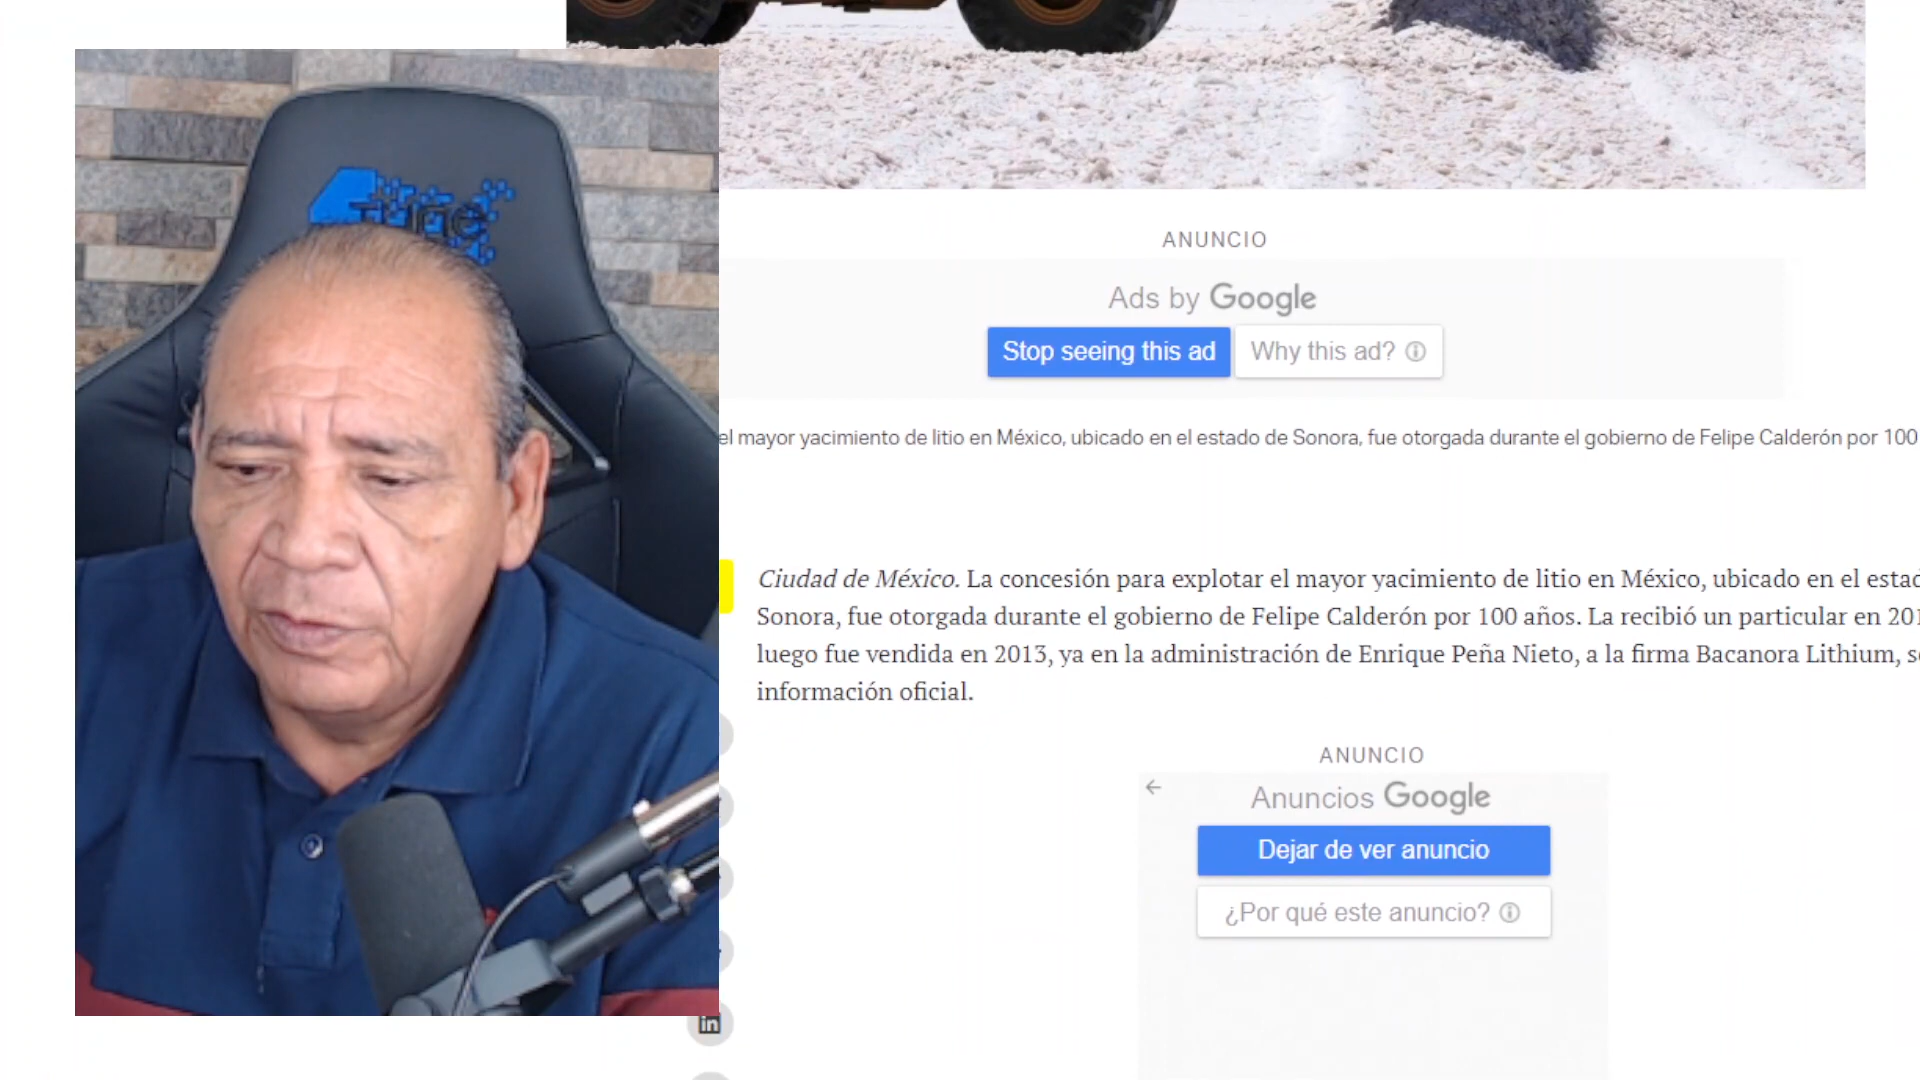 ANUNCIO
Ads by Google
Stop seeing this ad
Why this ad?
el mayor yacimiento de litio en México, ubicado en el estado de Sonora, fue otorgada durante el gobierno de Felipe Calderón por 100
Ciudad de México. La concesión para explotar el mayor yacimiento de litio en México, ubicado en el
Sonora, fue otorgada durante el gobierno de Felipe Calderón por 100 años. La recibió un particular en
luego fue vendida en 2013, ya en la administración de Enrique Peña Nieto, a la firma Bacanora Lithium,
información oficial.
ANUNCIO
Anuncios Google
Dejar de ver anuncio
¿Por qué este anuncio?
in